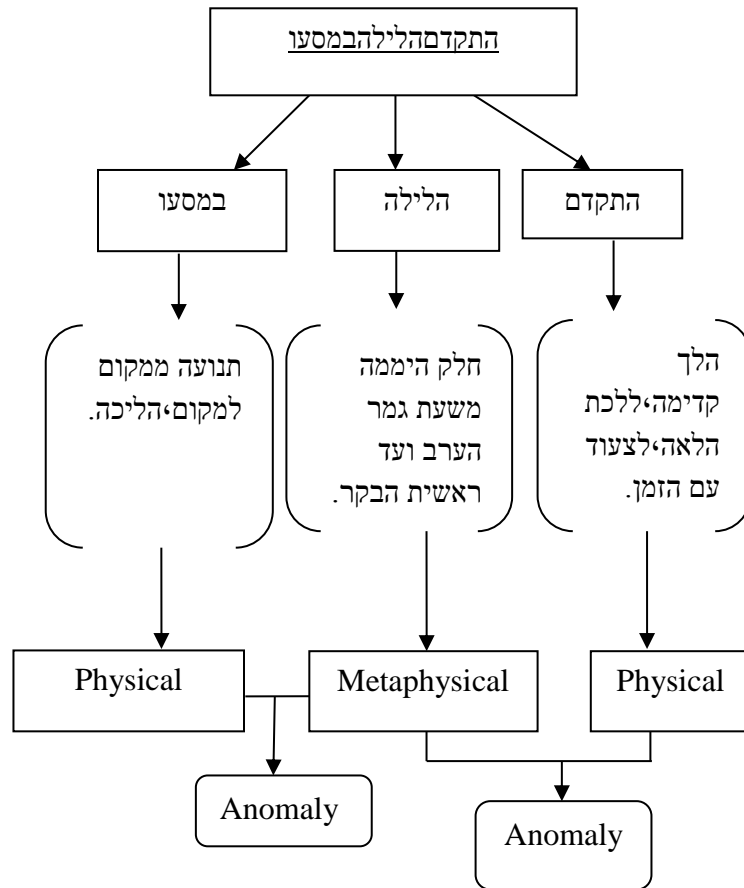 התקדםהלילהבמסעו
התקדם
הלילה
במסעו
הלך
קדימה،ללכת
הלאה،לצעוד
עם הזמן.
חלק היממה
משעת גמר
הערב ועד
ראשית הבקר.
תנועה ממקום
למקום،הליכה.
Physical
Metaphysical
Physical
Anomaly
Anomaly